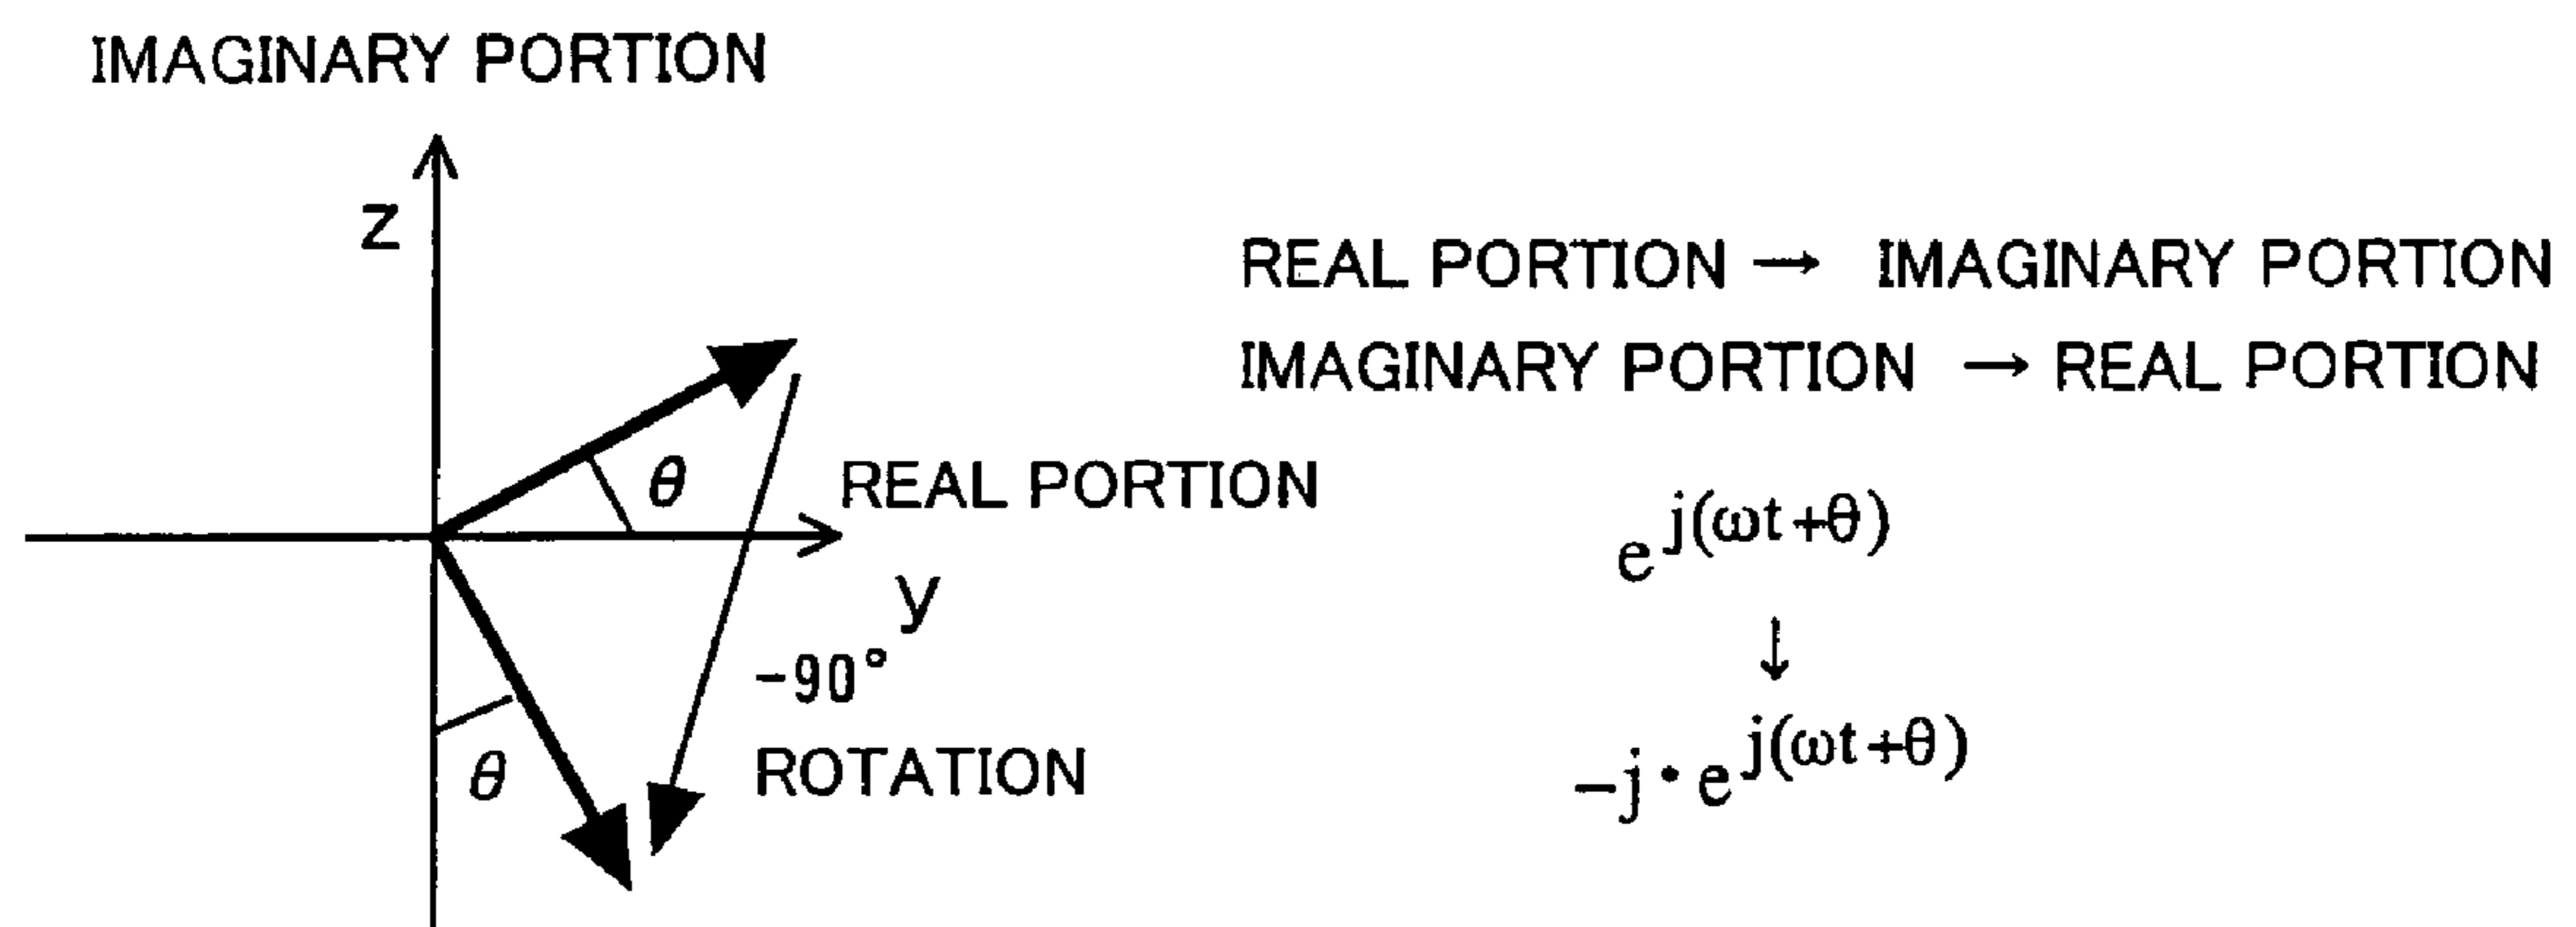 IMAGINARY PORTION
z
θ
REAL PORTION
y
-90°
ROTATION
θ
REAL PORTION → IMAGINARY PORTION
IMAGINARY PORTION → REAL PORTION
e^{j(ωt+θ)}
↓
-j·e^{j(ωt+θ)}